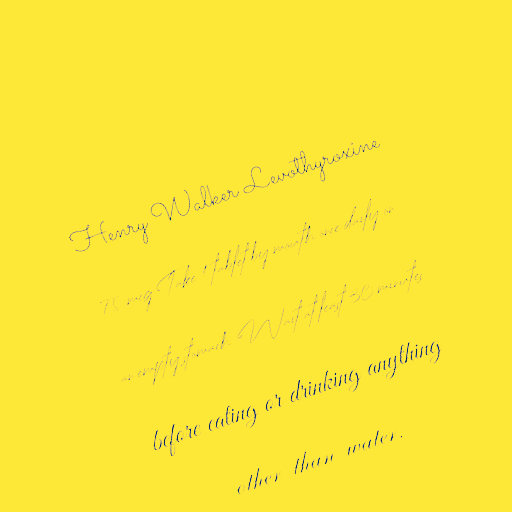 Henry Walker Levothyroxine
75 mcg Take 1 tablet by mouth once daily on
an empty stomach. Wait at least 30 minutes
before eating or drinking anything
other than water.